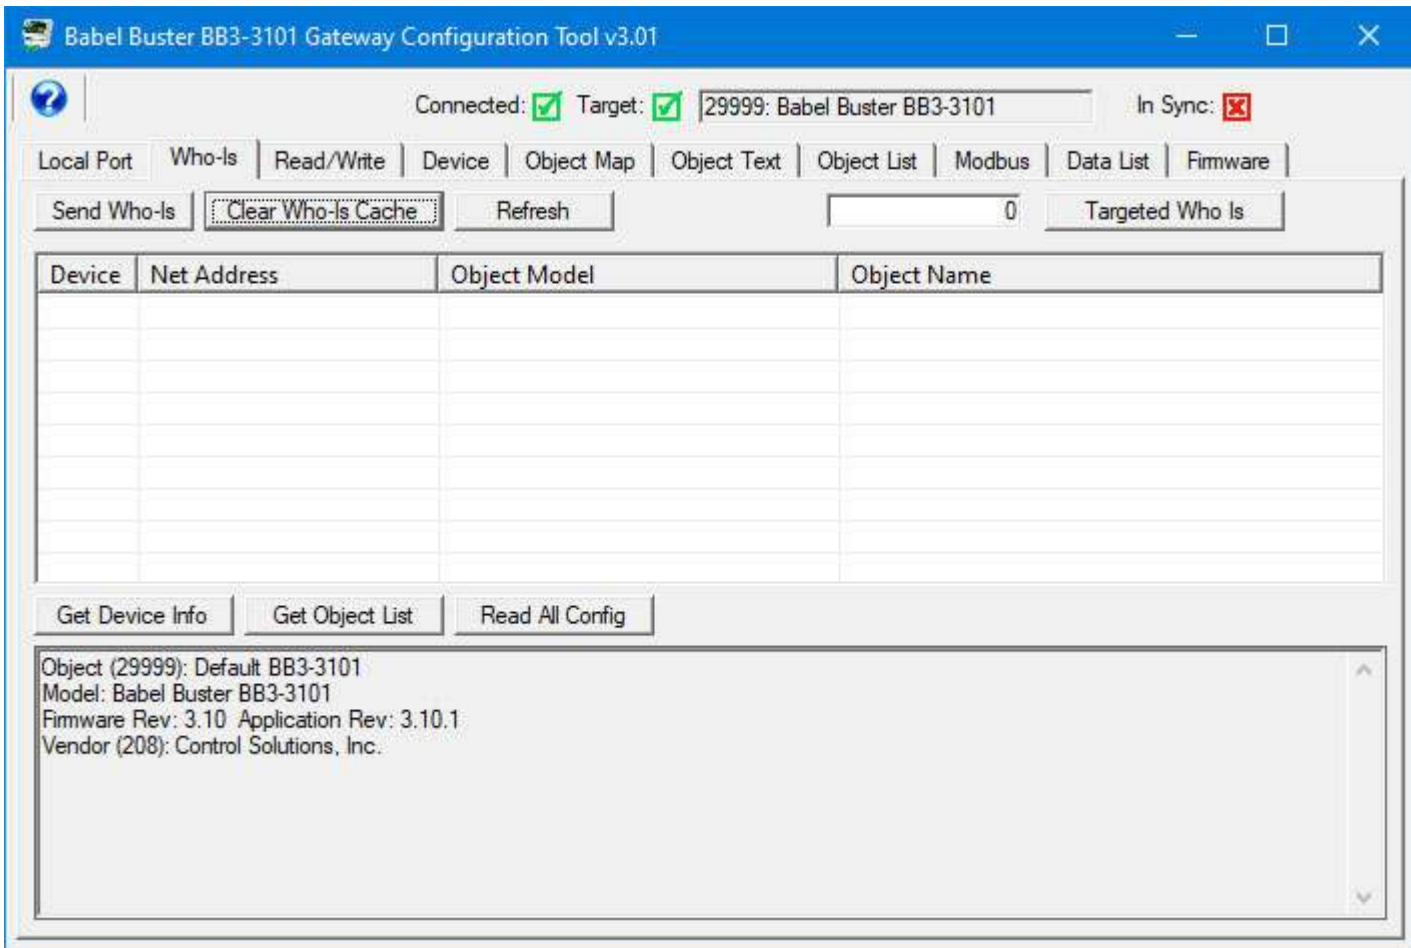 Babel Buster BB3-3101 Gateway Configuration Tool v3.01
Connected: Target: 29999: Babel Buster BB3-3101 In Sync:
Local Port Who-Is Read/Write Device Object Map Object Text Object List Modbus Data List Firmware
Send Who-Is Clear Who-Is Cache Refresh 0 Targeted Who Is
Device Net Address Object Model Object Name
Get Device Info Get Object List Read All Config
Object (29999): Default BB3-3101
Model: Babel Buster BB3-3101
Firmware Rev: 3.10 Application Rev: 3.10.1
Vendor (208): Control Solutions, Inc.